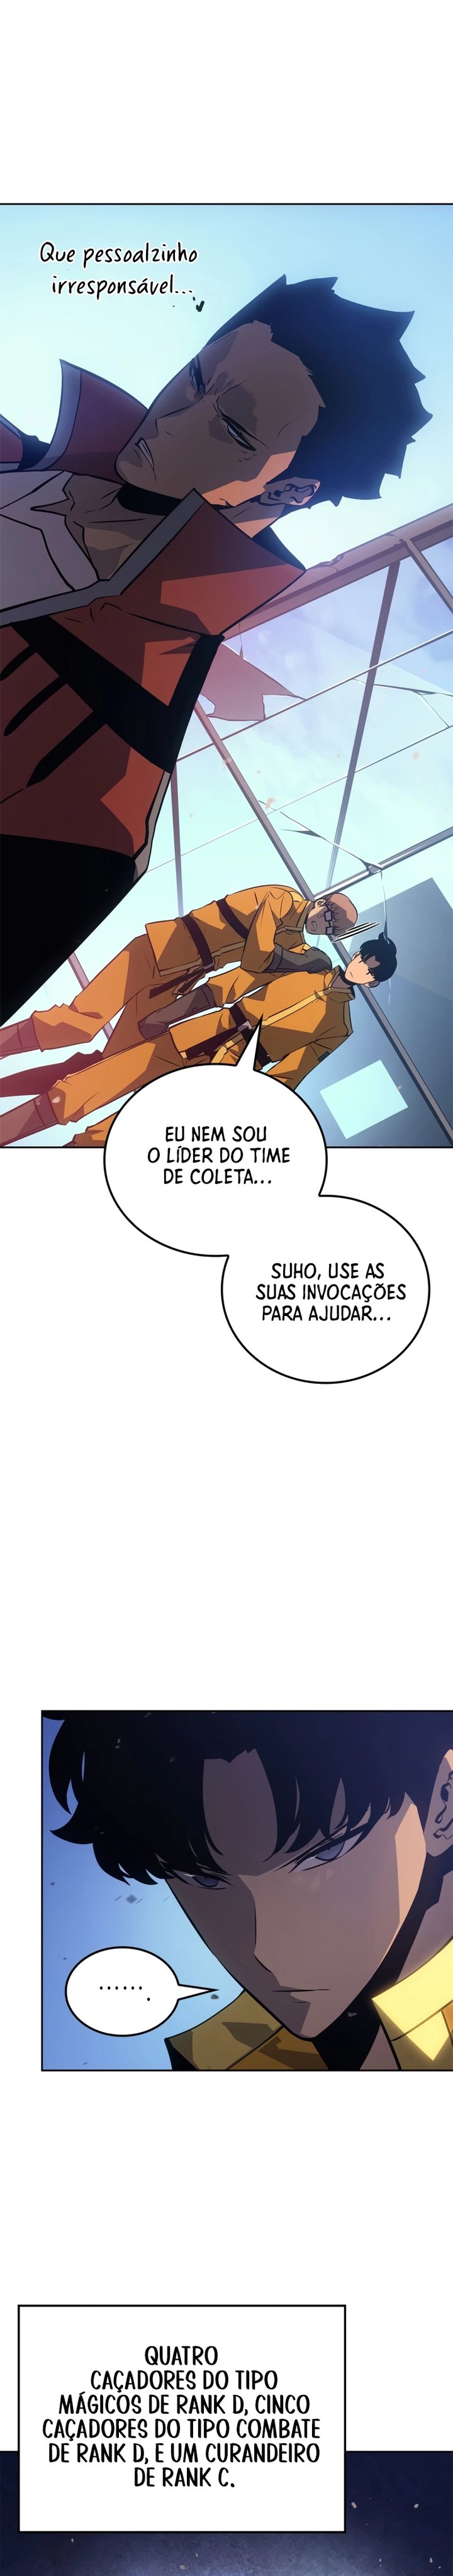 Que pessoalzinho
irresponsável...
EU NEM SOU
O LÍDER DO TIME
DE COLETA...
SUHO, USE AS
SUAS INVOCAÇÕES
PARA AJUDAR...
.......
QUATRO
CAÇADORES DO TIPO
MÁGICOS DE RANK D, CINCO
CAÇADORES DO TIPO COMBATE
DE RANK D, E UM CURANDEIRO
DE RANK C.